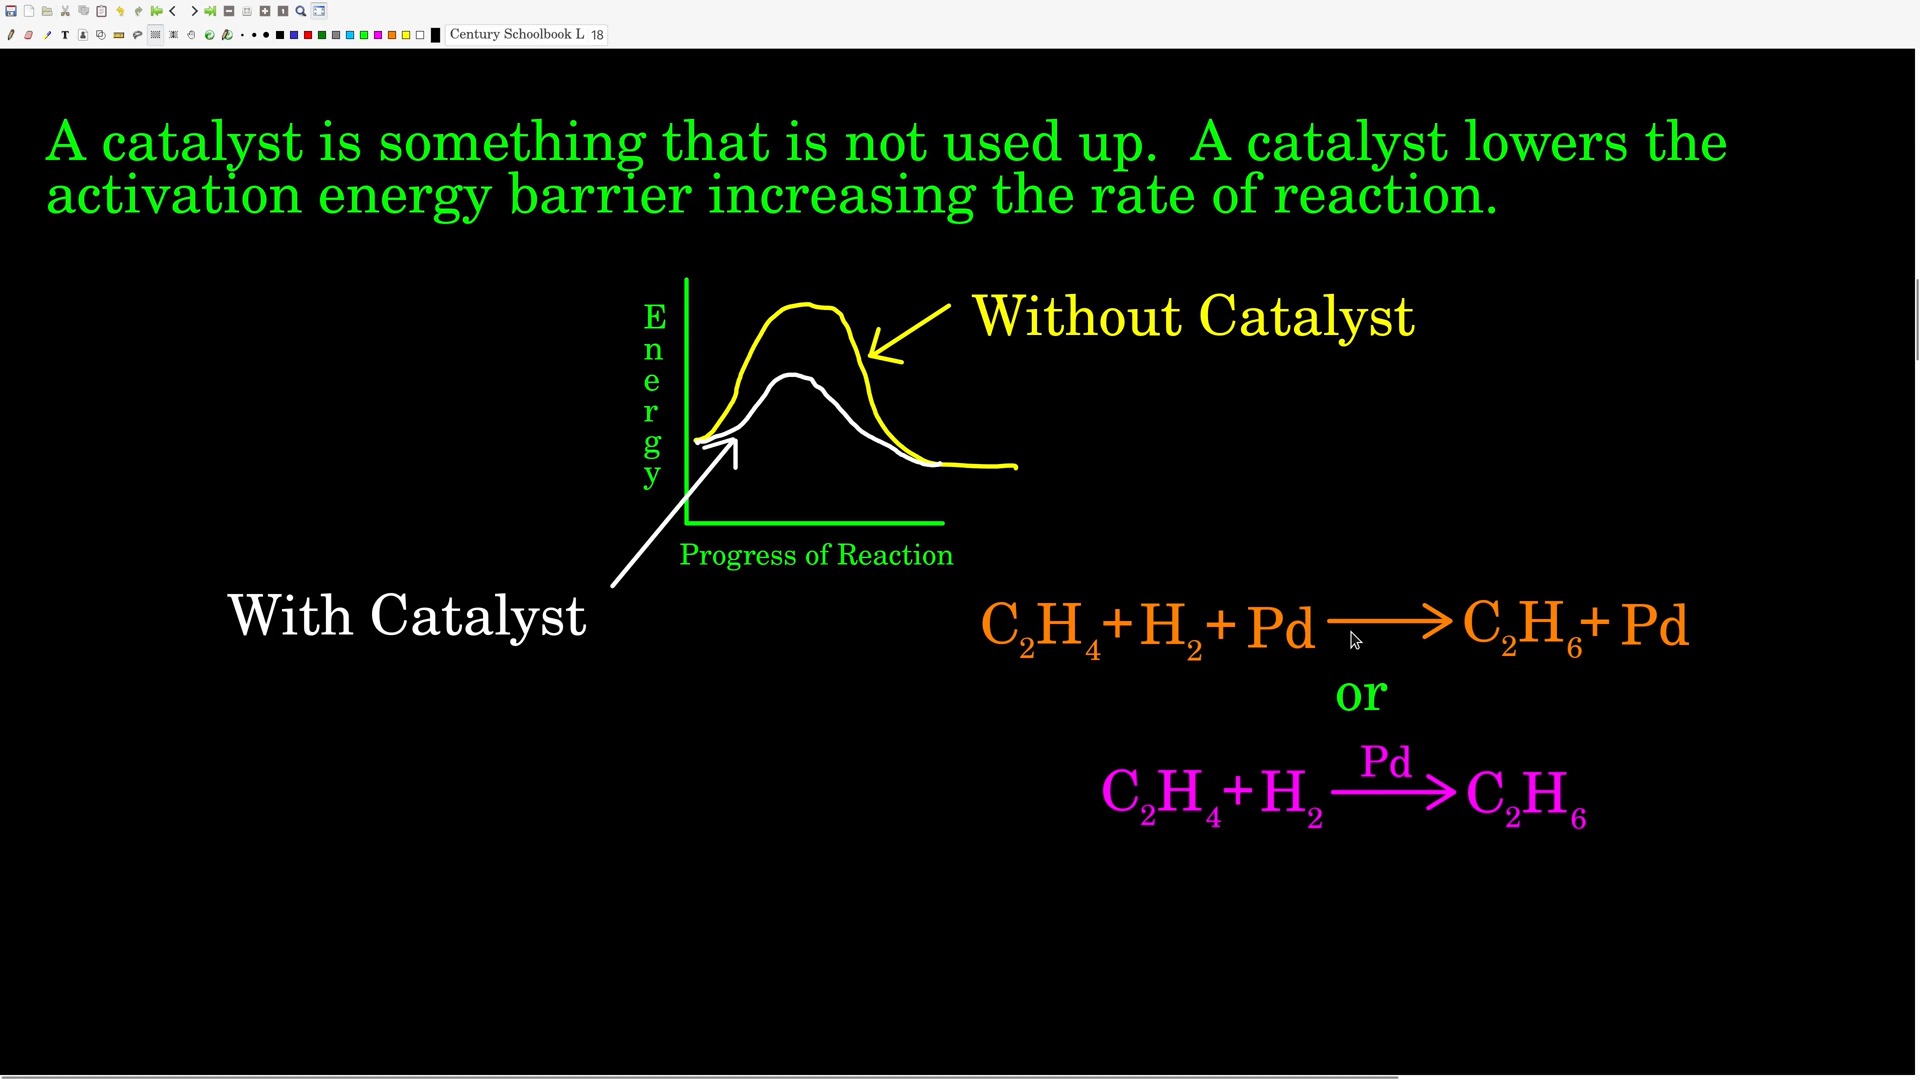 Century Schoolbook L 18
A catalyst is something that is not used up. A catalyst lowers the
activation energy barrier increasing the rate of reaction.
Energy
Without Catalyst
Progress of Reaction
With Catalyst
C₂H₄+H₂+Pd⟶C₂H₆+Pd
or
Pd
C₂H₄+H₂⟶C₂H₆